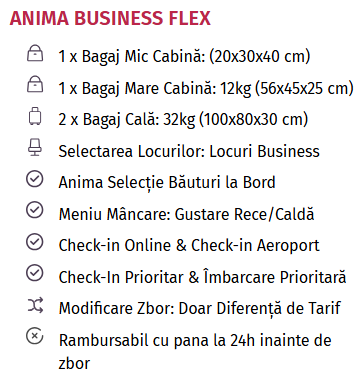 ANIMA BUSINESS FLEX
1 x Bagaj Mic Cabină: (20x30x40 cm)
1 x Bagaj Mare Cabină: 12kg (56x45x25 cm)
2 x Bagaj Cală: 32kg (100x80x30 cm)
Selectarea Locurilor: Locuri Business
Anima Selecție Băuturi la Bord
Meniu Mâncare: Gustare Rece/Caldă
Check-in Online & Check-in Aeroport
Check-In Prioritar & Îmbarcare Prioritară
Modificare Zbor: Doar Diferență de Tarif
Rambursabil cu pana la 24h inainte de
zbor